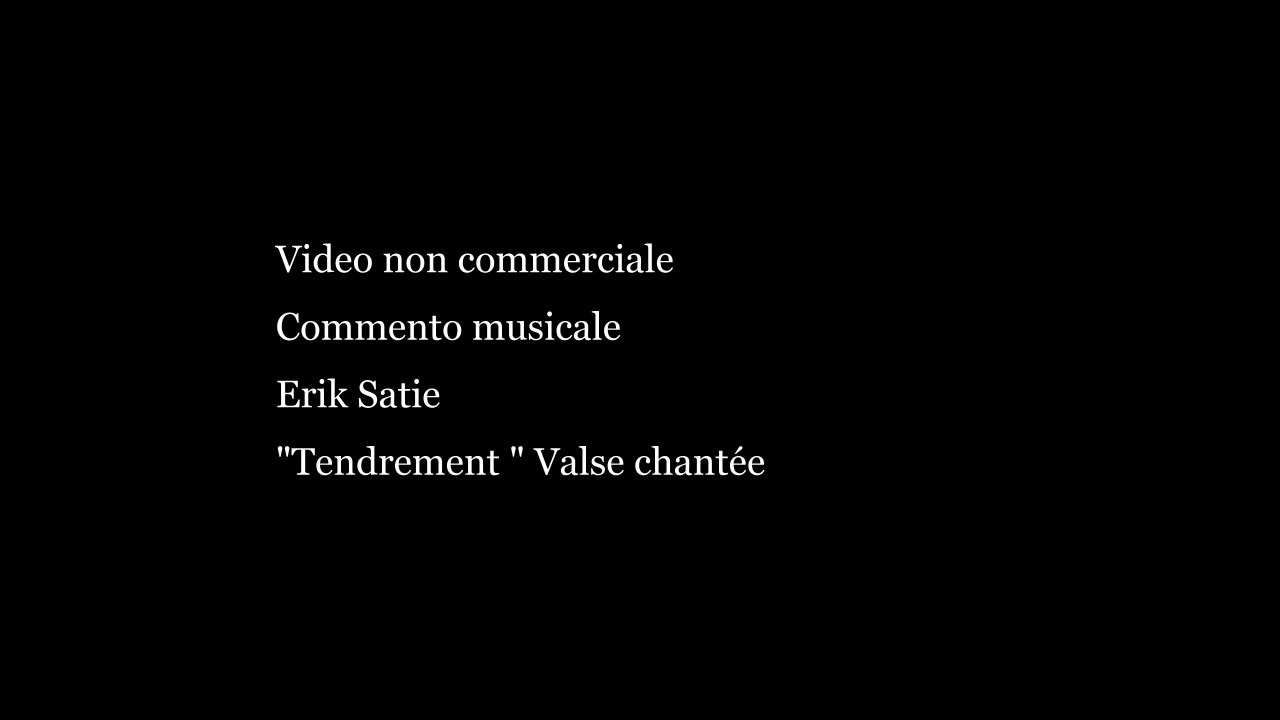 Video non commerciale
Commento musicale
Erik Satie
"Tendrement " Valse chantée